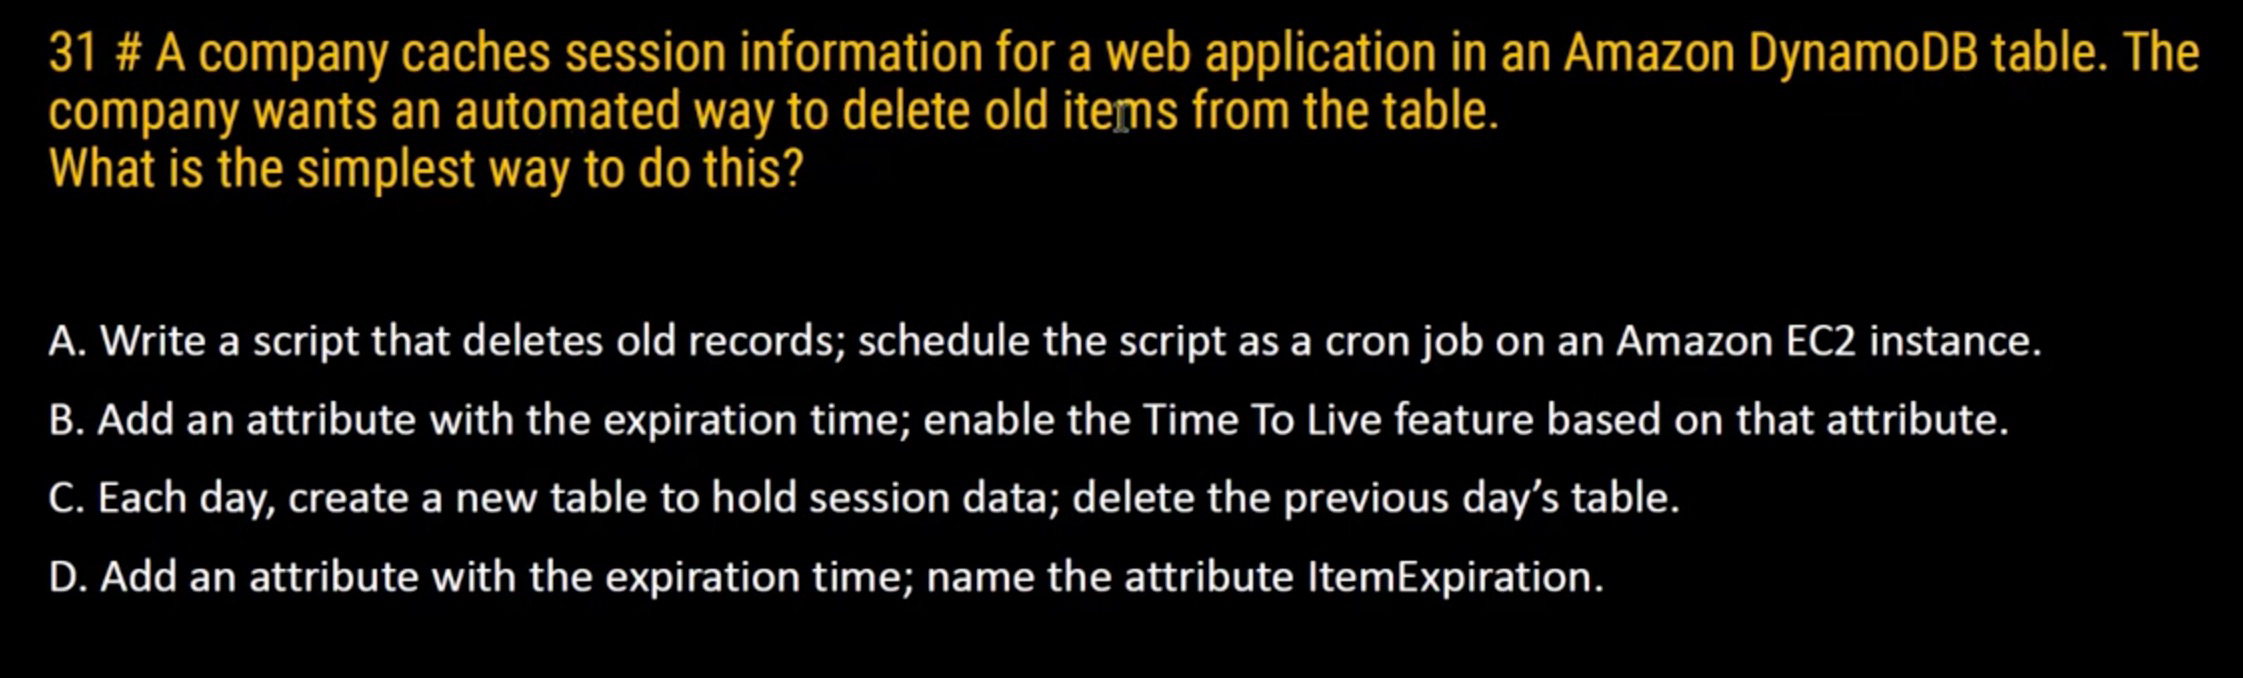 31 # A company caches session information for a web application in an Amazon DynamoDB table. The
company wants an automated way to delete old items from the table.
What is the simplest way to do this?
A. Write a script that deletes old records; schedule the script as a cron job on an Amazon EC2 instance.
B. Add an attribute with the expiration time; enable the Time To Live feature based on that attribute.
C. Each day, create a new table to hold session data; delete the previous day’s table.
D. Add an attribute with the expiration time; name the attribute ItemExpiration.